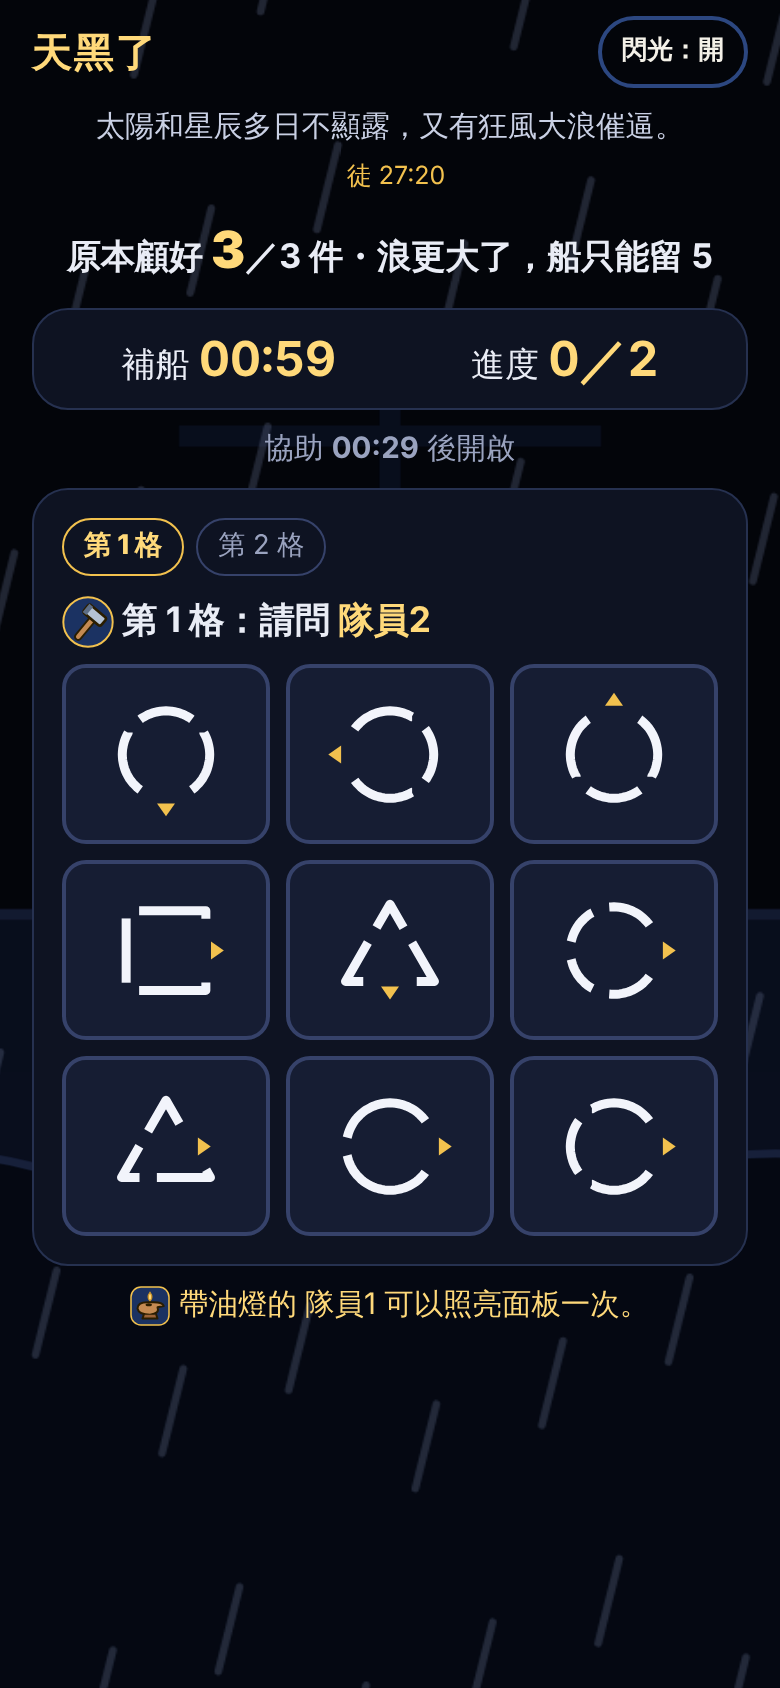 天黑了
閃光：開
太陽和星辰多日不顯露，又有狂風大浪催逼。
徒 27:20
原本顧好 3／3 件·浪更大了，船只能留 5
補船 00:59
進度 0／2
協助 00:29 後開啟
第 1 格
第 2 格
第 1 格：請問 隊員2
帶油燈的 隊員1 可以照亮面板一次。